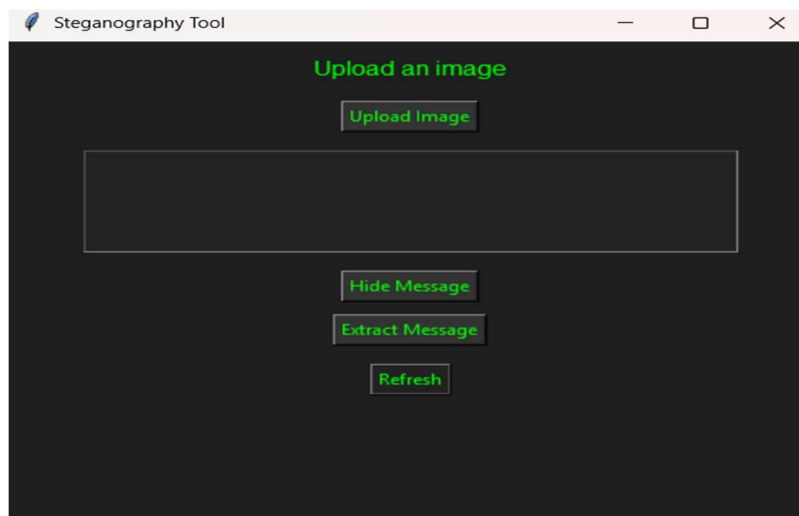 Steganography Tool
Upload an image
Upload Image
Hide Message
Extract Message
Refresh